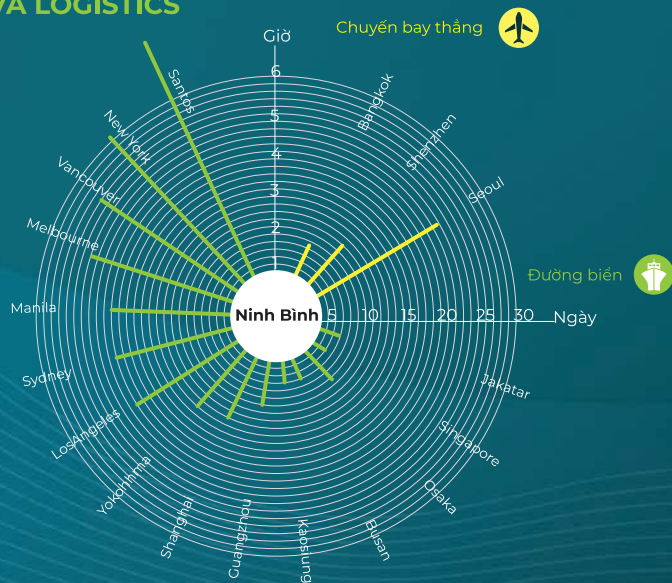 VÀ LOGISTICS
Chuyến bay thẳng
Giờ
6
5
4
3
2
1
Bangkok
Shenzhen
Seoul
Đường biển
Ninh Bình
5 10 15 20 25 30 Ngày
Jakatar
Singapore
Osaka
Busan
Kaosiung
Guangzhou
Shanghai
Yokohhma
LosAngeles
Sydney
Manila
Melbourne
Vancouver
New York
Santos